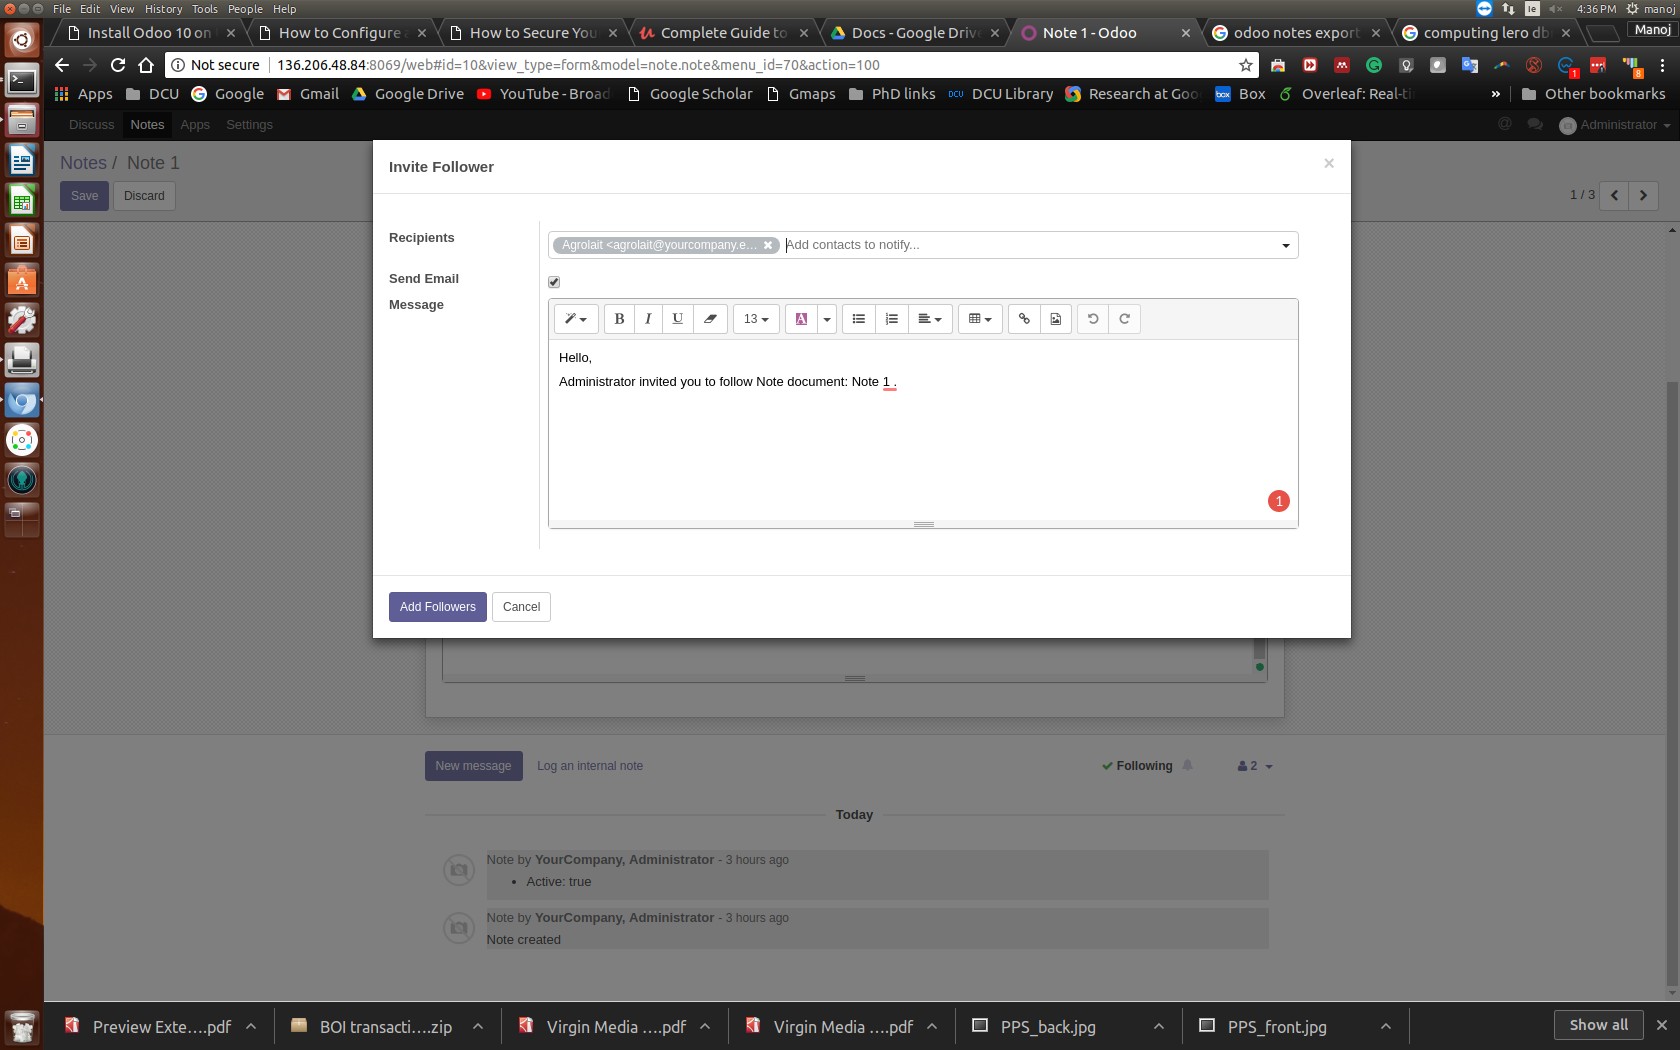 File Edit View History Tools People Help
4:36 PM manoj
Install Odoo 10 on
How to Configure
How to Secure You
Complete Guide to
Docs - Google Drive
Note 1 - Odoo
odoo notes export
computing lero db
Manoj
Not secure 136.206.48.84:8069/web#id=10&view_type=form&model=note.note&menu_id=70&action=100
Apps DCU Google Gmail Google Drive YouTube - Broad Google Scholar Gmaps PhD links DCU Library Research at Goo Box Overleaf: Real-ti » Other bookmarks
Discuss Notes Apps Settings
Administrator
Notes / Note 1
Save Discard
1 / 3
Invite Follower
×
Recipients
Agrolait <agrolait@yourcompany.e... Add contacts to notify...
Send Email
Message
B I U 13 A
Hello,
Administrator invited you to follow Note document: Note 1 .
1
Add Followers Cancel
New message Log an internal note
Following 2
Today
Note by YourCompany, Administrator - 3 hours ago
• Active: true
Note by YourCompany, Administrator - 3 hours ago
Note created
Preview Exte....pdf
BOI transacti....zip
Virgin Media ....pdf
Virgin Media ....pdf
PPS_back.jpg
PPS_front.jpg
Show all